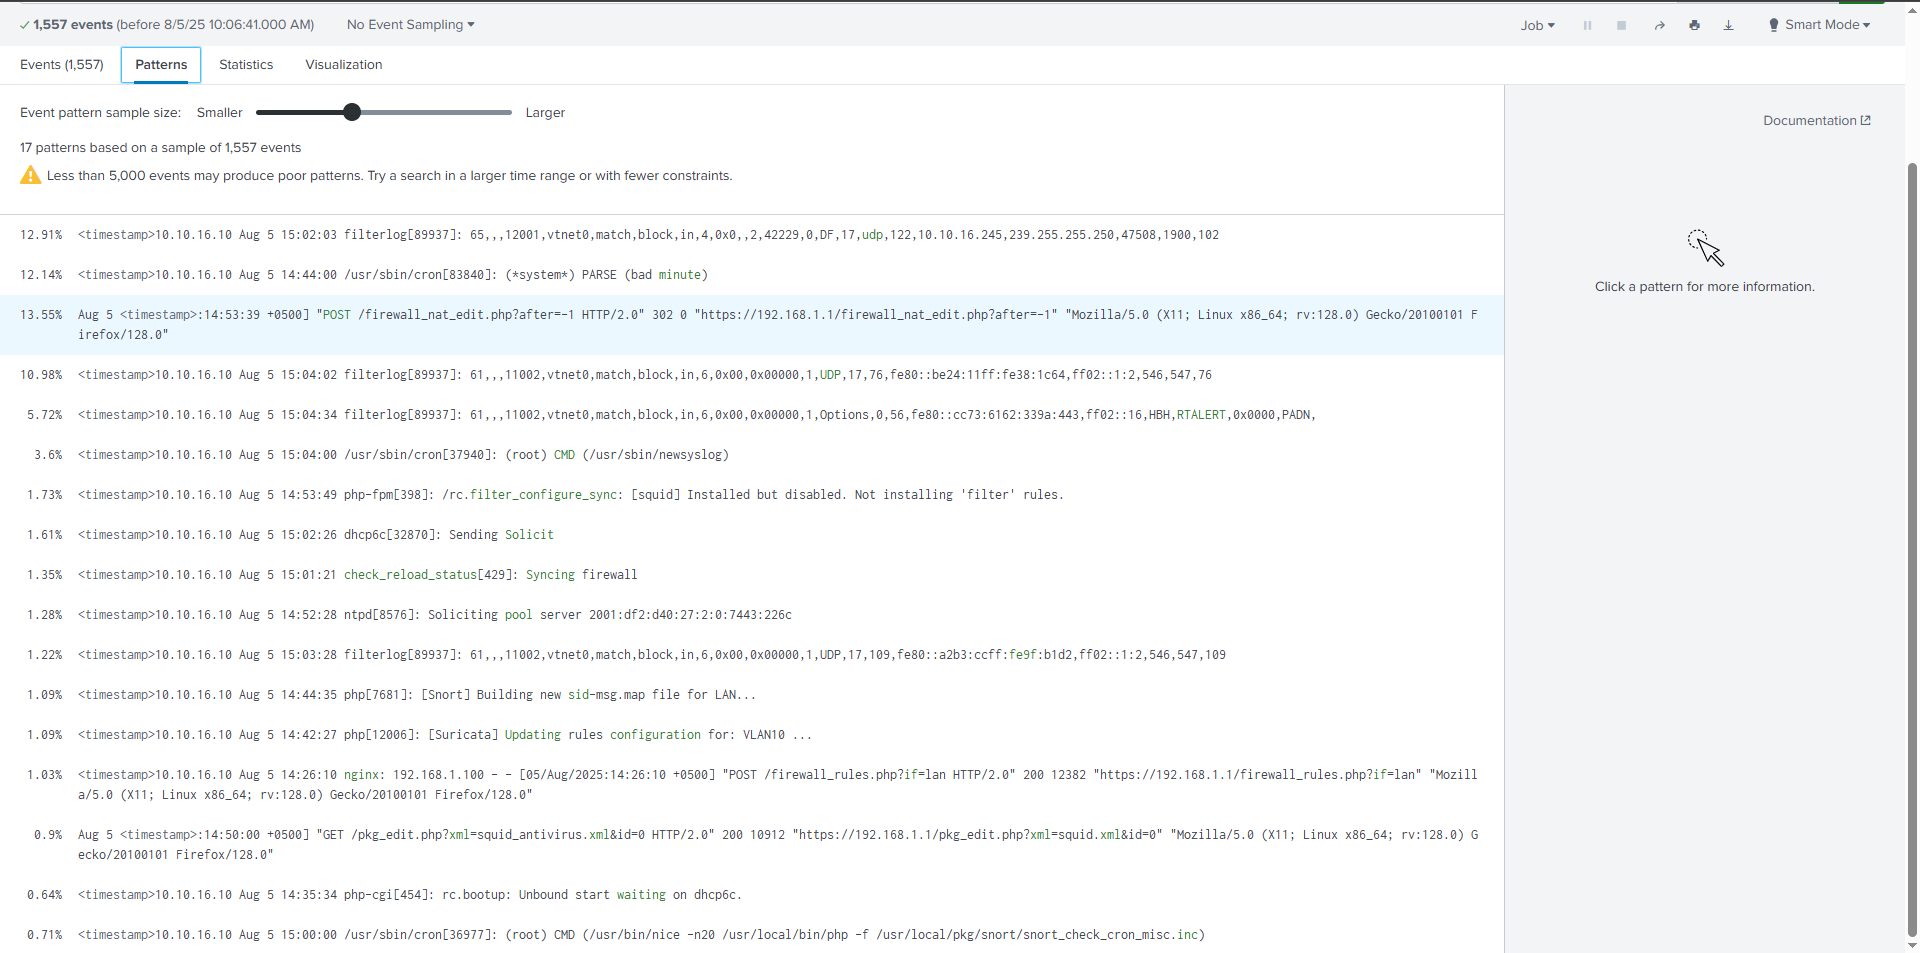 1,557 events (before 8/5/25 10:06:41.000 AM) No Event Sampling Job Smart Mode
Events (1,557) Patterns Statistics Visualization
Event pattern sample size: Smaller Larger
Documentation
17 patterns based on a sample of 1,557 events
Less than 5,000 events may produce poor patterns. Try a search in a larger time range or with fewer constraints.
Click a pattern for more information.
12.91% <timestamp>10.10.16.10 Aug 5 15:02:03 filterlog[89937]: 65,,,12001,vtnet0,match,block,in,4,0x0,,2,42229,0,DF,17,udp,122,10.10.16.245,239.255.255.250,47508,1900,102
12.14% <timestamp>10.10.16.10 Aug 5 14:44:00 /usr/sbin/cron[83840]: (*system*) PARSE (bad minute)
13.55% Aug 5 <timestamp>:14:53:39 +0500] "POST /firewall_nat_edit.php?after=-1 HTTP/2.0" 302 0 "https://192.168.1.1/firewall_nat_edit.php?after=-1" "Mozilla/5.0 (X11; Linux x86_64; rv:128.0) Gecko/20100101 F
irefox/128.0"
10.98% <timestamp>10.10.16.10 Aug 5 15:04:02 filterlog[89937]: 61,,,11002,vtnet0,match,block,in,6,0x00,0x00000,1,UDP,17,76,fe80::be24:11ff:fe38:1c64,ff02::1:2,546,547,76
5.72% <timestamp>10.10.16.10 Aug 5 15:04:34 filterlog[89937]: 61,,,11002,vtnet0,match,block,in,6,0x00,0x00000,1,Options,0,56,fe80::cc73:6162:339a:443,ff02::16,HBH,RTALERT,0x0000,PADN,
3.6% <timestamp>10.10.16.10 Aug 5 15:04:00 /usr/sbin/cron[37940]: (root) CMD (/usr/sbin/newsyslog)
1.73% <timestamp>10.10.16.10 Aug 5 14:53:49 php-fpm[398]: /rc.filter_configure_sync: [squid] Installed but disabled. Not installing 'filter' rules.
1.61% <timestamp>10.10.16.10 Aug 5 15:02:26 dhcp6c[32870]: Sending Solicit
1.35% <timestamp>10.10.16.10 Aug 5 15:01:21 check_reload_status[429]: Syncing firewall
1.28% <timestamp>10.10.16.10 Aug 5 14:52:28 ntpd[8576]: Soliciting pool server 2001:df2:d40:27:2:0:7443:226c
1.22% <timestamp>10.10.16.10 Aug 5 15:03:28 filterlog[89937]: 61,,,11002,vtnet0,match,block,in,6,0x00,0x00000,1,UDP,17,109,fe80::a2b3:ccff:fe9f:b1d2,ff02::1:2,546,547,109
1.09% <timestamp>10.10.16.10 Aug 5 14:44:35 php[7681]: [Snort] Building new sid-msg.map file for LAN...
1.09% <timestamp>10.10.16.10 Aug 5 14:42:27 php[12006]: [Suricata] Updating rules configuration for: VLAN10 ...
1.03% <timestamp>10.10.16.10 Aug 5 14:26:10 nginx: 192.168.1.100 - - [05/Aug/2025:14:26:10 +0500] "POST /firewall_rules.php?if=lan HTTP/2.0" 200 12382 "https://192.168.1.1/firewall_rules.php?if=lan" "Mozill
a/5.0 (X11; Linux x86_64; rv:128.0) Gecko/20100101 Firefox/128.0"
0.9% Aug 5 <timestamp>:14:50:00 +0500] "GET /pkg_edit.php?xml=squid_antivirus.xml&id=0 HTTP/2.0" 200 10912 "https://192.168.1.1/pkg_edit.php?xml=squid.xml&id=0" "Mozilla/5.0 (X11; Linux x86_64; rv:128.0) G
ecko/20100101 Firefox/128.0"
0.64% <timestamp>10.10.16.10 Aug 5 14:35:34 php-cgi[454]: rc.bootup: Unbound start waiting on dhcp6c.
0.71% <timestamp>10.10.16.10 Aug 5 15:00:00 /usr/sbin/cron[36977]: (root) CMD (/usr/bin/nice -n20 /usr/local/bin/php -f /usr/local/pkg/snort/snort_check_cron_misc.inc)